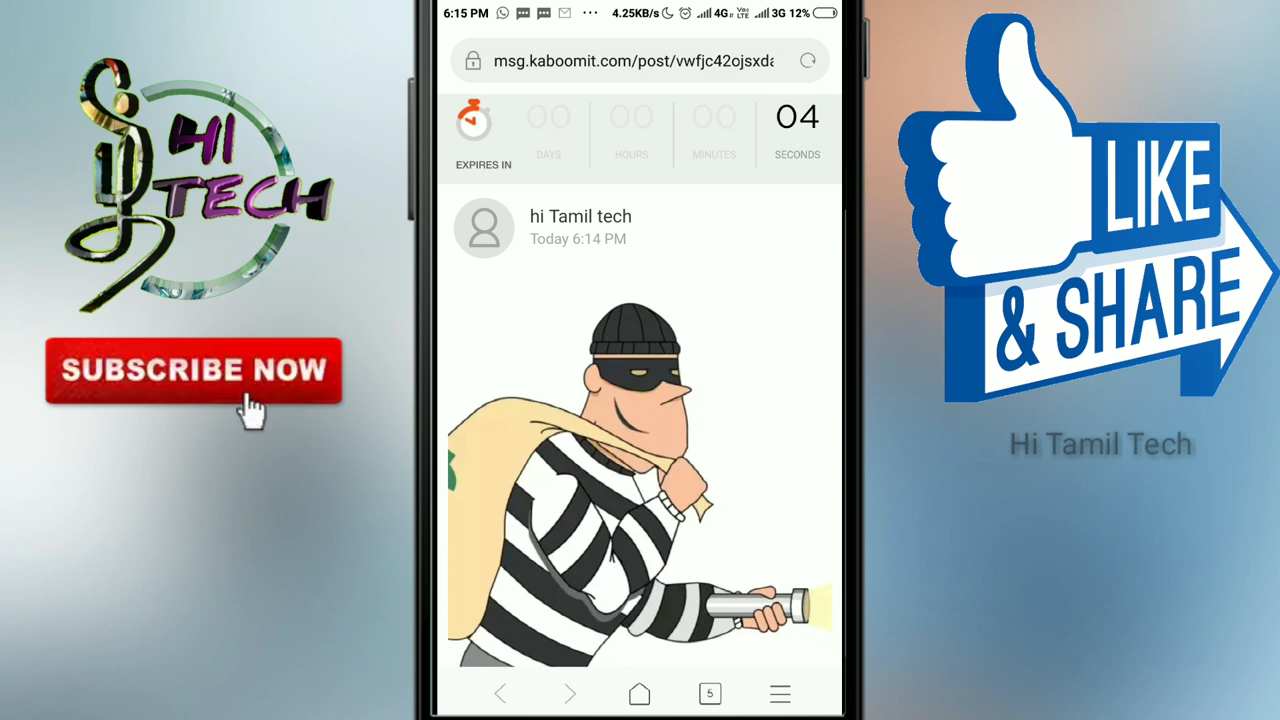 6:15 PM ... 4.25KB/s 4G Vo LTE 3G 12%
msg.kaboomit.com/post/vwfjc42ojsxda
00 00 00 04
DAYS HOURS MINUTES SECONDS
EXPIRES IN
hi Tamil tech
Today 6:14 PM
5
HI
TECH
SUBSCRIBE NOW
LIKE
& SHARE
Hi Tamil Tech